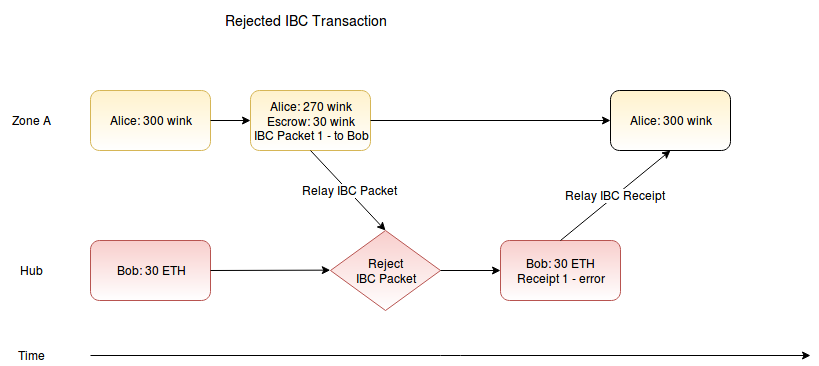 Rejected IBC Transaction
Zone A
Alice: 300 wink
Alice: 270 wink
Escrow: 30 wink
IBC Packet 1 - to Bob
Alice: 300 wink
Relay IBC Packet
Relay IBC Receipt
Hub
Bob: 30 ETH
Reject
IBC Packet
Bob: 30 ETH
Receipt 1 - error
Time